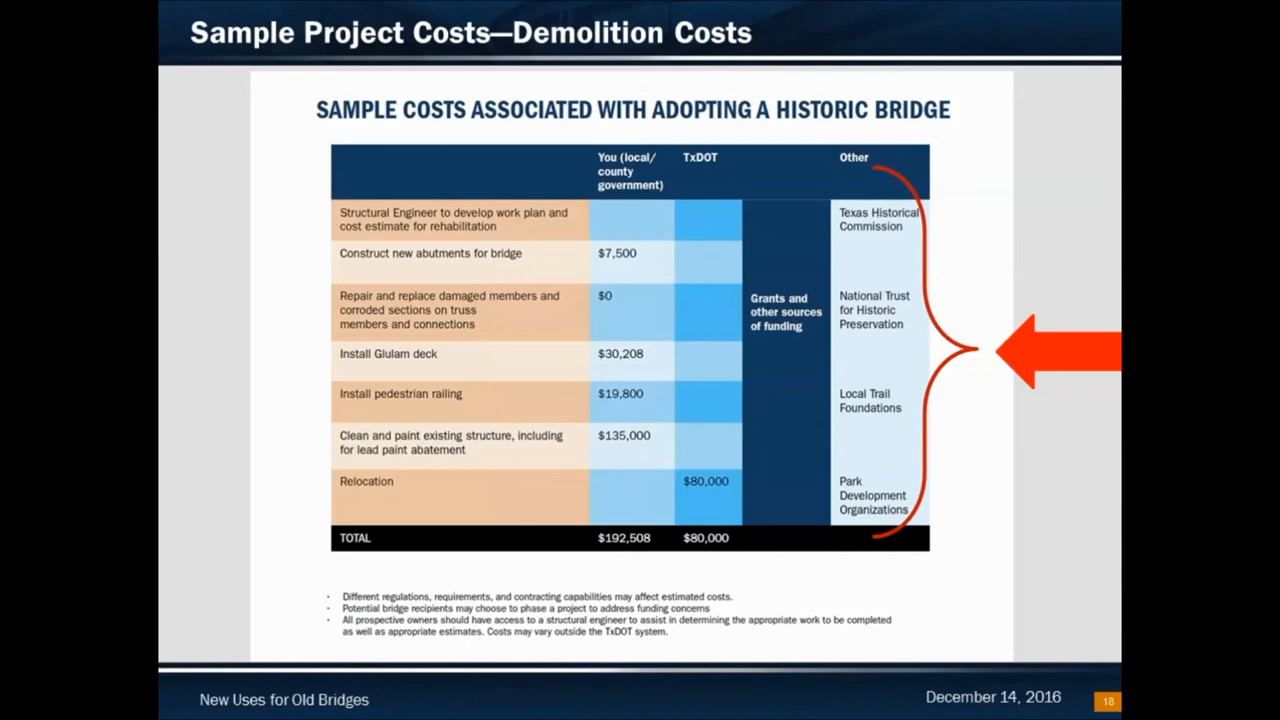 Sample Project Costs—Demolition Costs
SAMPLE COSTS ASSOCIATED WITH ADOPTING A HISTORIC BRIDGE
You (local/
county
government)
TxDOT
Other
Structural Engineer to develop work plan and
cost estimate for rehabilitation
Texas Historical
Commission
Construct new abutments for bridge
$7,500
Repair and replace damaged members and
corroded sections on truss
members and connections
$0
Grants and
other sources
of funding
National Trust
for Historic
Preservation
Install Glulam deck
$30,208
Install pedestrian railing
$19,800
Local Trail
Foundations
Clean and paint existing structure, including
for lead paint abatement
$135,000
Relocation
$80,000
Park
Development
Organizations
TOTAL
$192,508
$80,000
· Different regulations, requirements, and contracting capabilities may affect estimated costs.
· Potential bridge recipients may choose to phase a project to address funding concerns
· All prospective owners should have access to a structural engineer to assist in determining the appropriate work to be completed
as well as appropriate estimates. Costs may vary outside the TxDOT system.
New Uses for Old Bridges
December 14, 2016
18